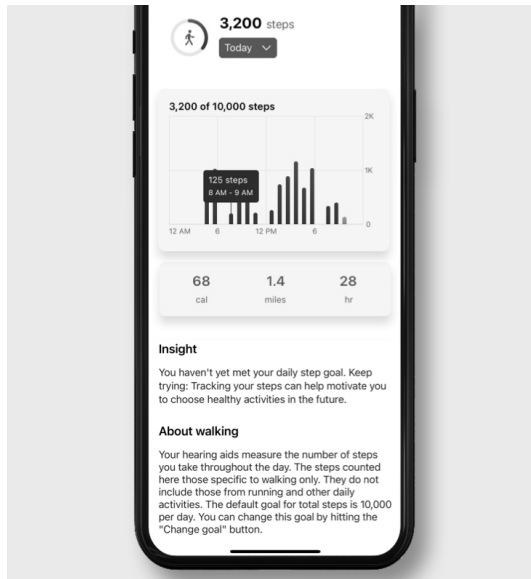 3,200 steps
Today
3,200 of 10,000 steps
2K
125 steps
8 AM - 9 AM
1K
0
12 AM 6 12 PM 6
68 1.4 28
cal miles hr
Insight
You haven't yet met your daily step goal. Keep
trying: Tracking your steps can help motivate you
to choose healthy activities in the future.
About walking
Your hearing aids measure the number of steps
you take throughout the day. The steps counted
here those specific to walking only. They do not
include those from running and other daily
activities. The default goal for total steps is 10,000
per day. You can change this goal by hitting the
"Change goal" button.